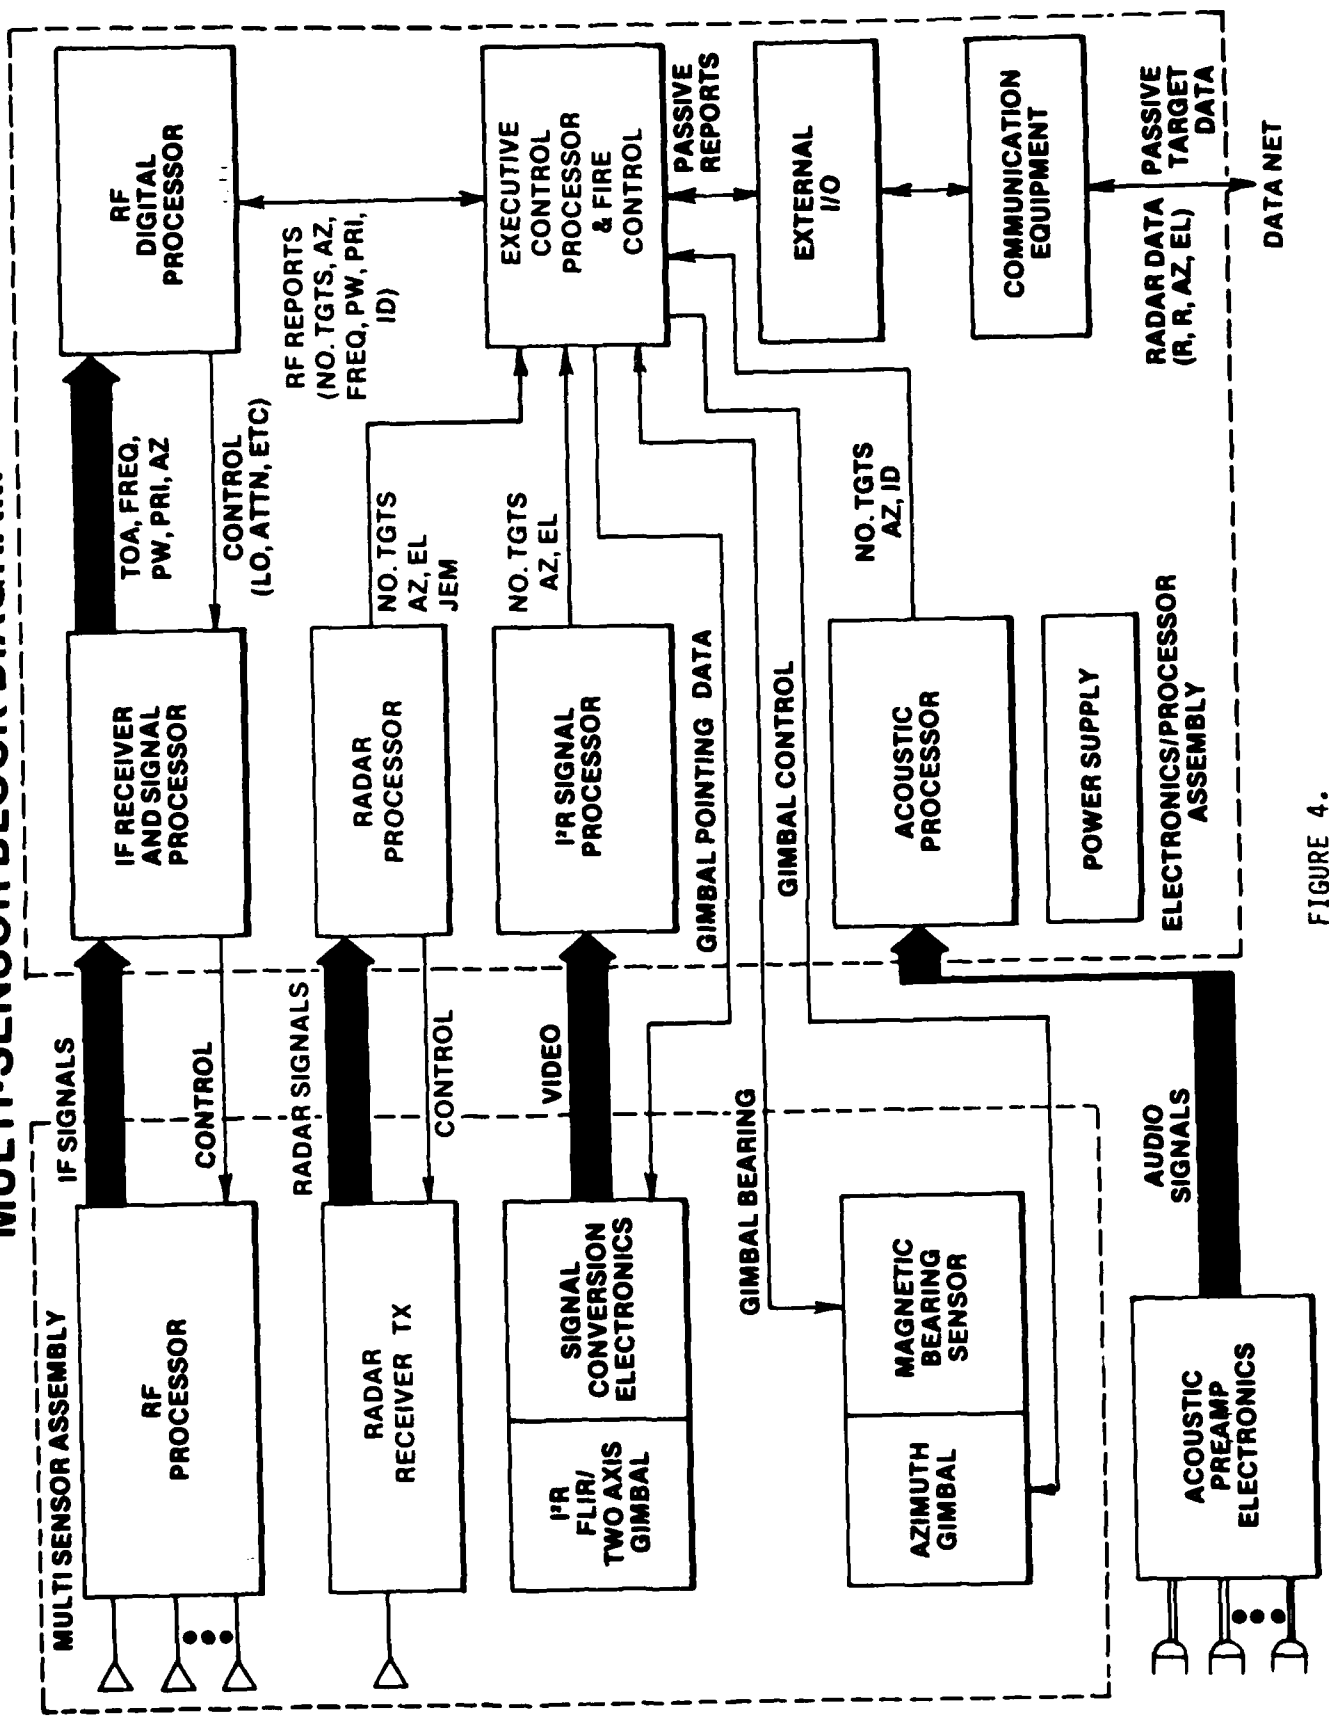 MULTI-SENSOR BLOCK DIAGRAM
MULTI SENSOR ASSEMBLY
RF
PROCESSOR
IF SIGNALS
CONTROL
IF RECEIVER
AND SIGNAL
PROCESSOR
TOA, FREQ,
PW, PRI, AZ
CONTROL
(LO, ATTN, ETC)
RF
DIGITAL
PROCESSOR
RF REPORTS
(NO. TGTS, AZ,
FREQ, PW, PRI,
ID)
RADAR
RECEIVER TX
RADAR SIGNALS
CONTROL
RADAR
PROCESSOR
NO. TGTS
AZ, EL
JEM
EXECUTIVE
CONTROL
PROCESSOR
& FIRE
CONTROL
I²R
FLIR/
TWO AXIS
GIMBAL
SIGNAL
CONVERSION
ELECTRONICS
VIDEO
I²R SIGNAL
PROCESSOR
NO. TGTS
AZ, EL
PASSIVE
REPORTS
GIMBAL POINTING DATA
GIMBAL BEARING
GIMBAL CONTROL
EXTERNAL
I/O
AZIMUTH
GIMBAL
MAGNETIC
BEARING
SENSOR
ACOUSTIC
PROCESSOR
NO. TGTS
AZ, ID
COMMUNICATION
EQUIPMENT
POWER SUPPLY
ELECTRONICS/PROCESSOR
ASSEMBLY
RADAR DATA
(R, R, AZ, EL)
PASSIVE
TARGET
DATA
DATA NET
ACOUSTIC
PREAMP
ELECTRONICS
AUDIO
SIGNALS
FIGURE 4.